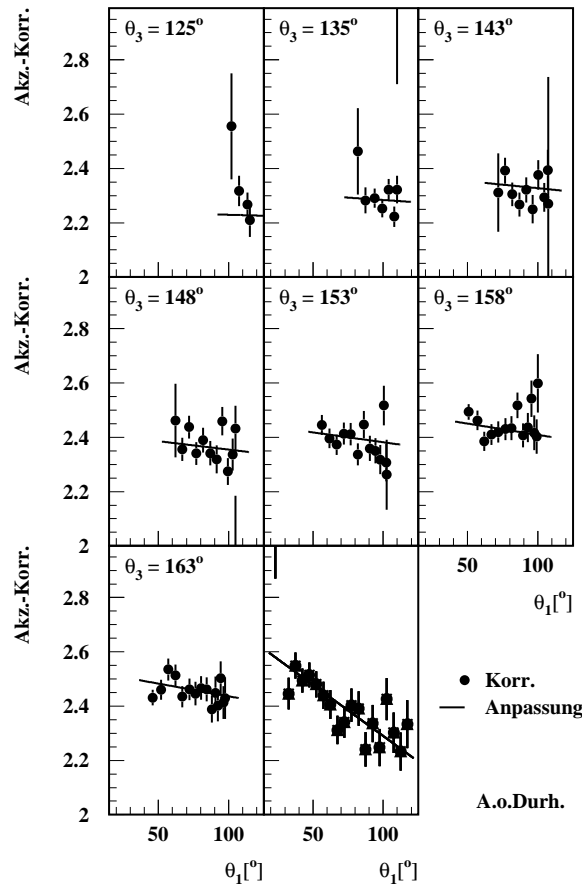 θ3 = 125° θ3 = 135° θ3 = 143°
Akz.-Korr.
2.8
2.6
2.4
2.2
2
θ3 = 148° θ3 = 153° θ3 = 158°
Akz.-Korr.
2.8
2.6
2.4
2.2
2
50 100
θ1[°]
θ3 = 163°
Akz.-Korr.
2.8
2.6
2.4
2.2
2
Korr.
Anpassung
A.o.Durh.
50 100 50 100
θ1[°] θ1[°]